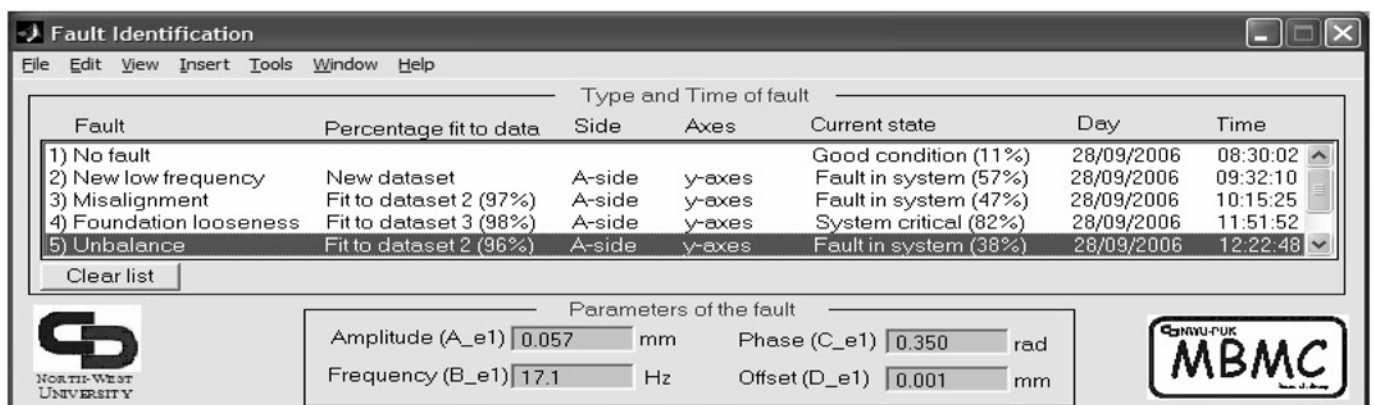 Fault Identification
File Edit View Insert Tools Window Help
Type and Time of fault
Fault Percentage fit to data Side Axes Current state Day Time
1) No fault Good condition (11%) 28/09/2006 08:30:02
2) New low frequency New dataset A-side y-axes Fault in system (57%) 28/09/2006 09:32:10
3) Misalignment Fit to dataset 2 (97%) A-side y-axes Fault in system (47%) 28/09/2006 10:15:25
4) Foundation looseness Fit to dataset 3 (98%) A-side y-axes System critical (82%) 28/09/2006 11:51:52
5) Unbalance Fit to dataset 2 (96%) A-side y-axes Fault in system (38%) 28/09/2006 12:22:48
Clear list
Parameters of the fault
Amplitude (A_e1) 0.057 mm Phase (C_e1) 0.350 rad
Frequency (B_e1) 17.1 Hz Offset (D_e1) 0.001 mm
NORTH-WEST
UNIVERSITY
MBMC